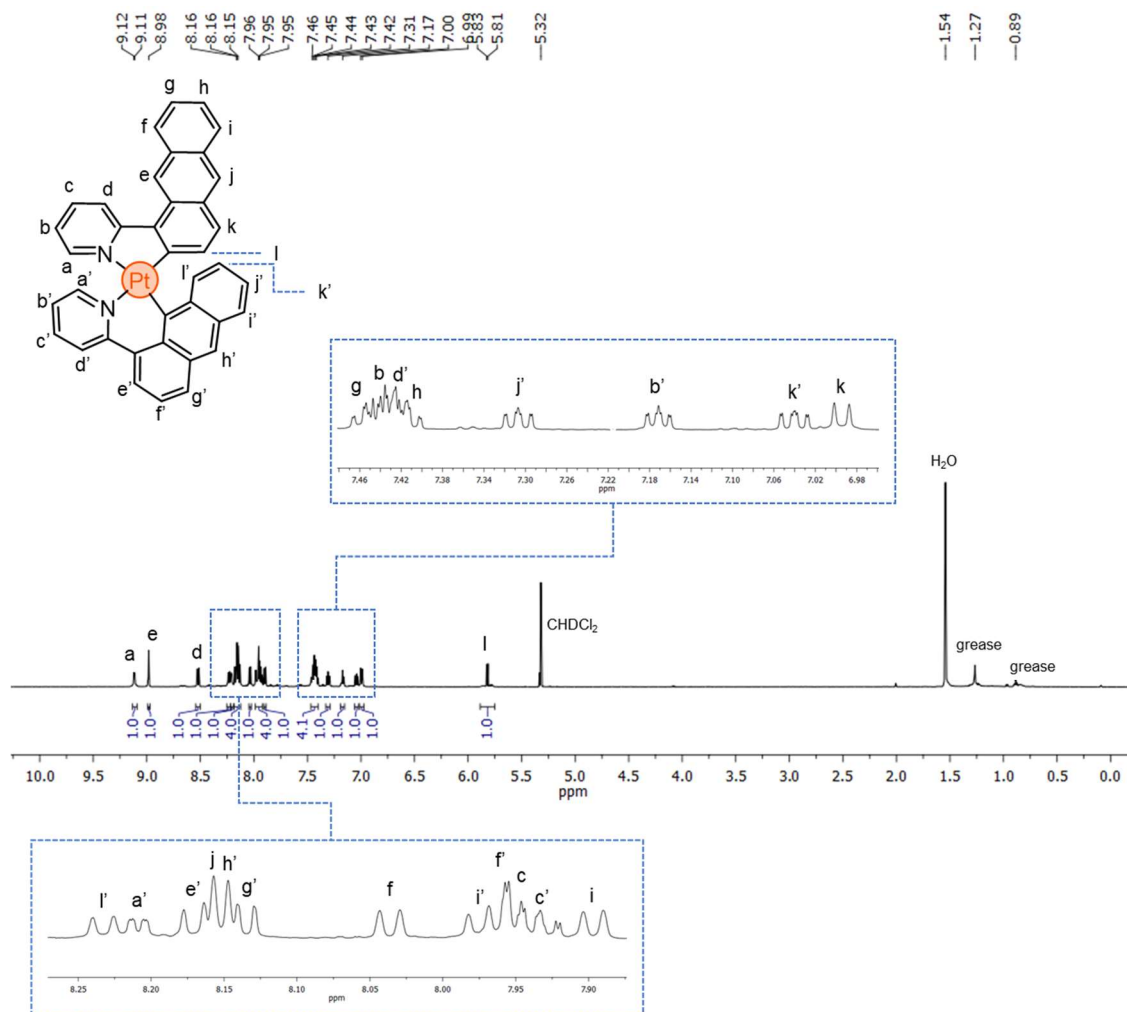 9.12 9.11 8.98 8.16 8.16 8.15 7.96 7.95 7.95 7.46 7.45 7.44 7.43 7.42 7.31 7.17 7.00 6.99 5.83 5.81 5.32 1.54 1.27 0.89
g h
f i
e j
c d
b k
N
a l
Pt
a' l' j' k'
b' N i'
c' h'
d'
e' g'
f'
g b d' h j' b' k' k
7.46 7.42 7.38 7.34 7.30 7.26 7.22 7.18 7.14 7.10 7.06 7.02 6.98
ppm
H₂O
CHDCl₂
e
a d l
grease
grease
1.0 1.0 1.0 1.0 4.0 1.0 4.0 1.0 4.1 1.0 1.0 1.0 1.0 1.0
10.0 9.5 9.0 8.5 8.0 7.5 7.0 6.5 6.0 5.5 5.0 4.5 4.0 3.5 3.0 2.5 2.0 1.5 1.0 0.5 0.0
ppm
l' a' e' j h' g' f i' f' c c' i
8.25 8.20 8.15 8.10 8.05 8.00 7.95 7.90
ppm